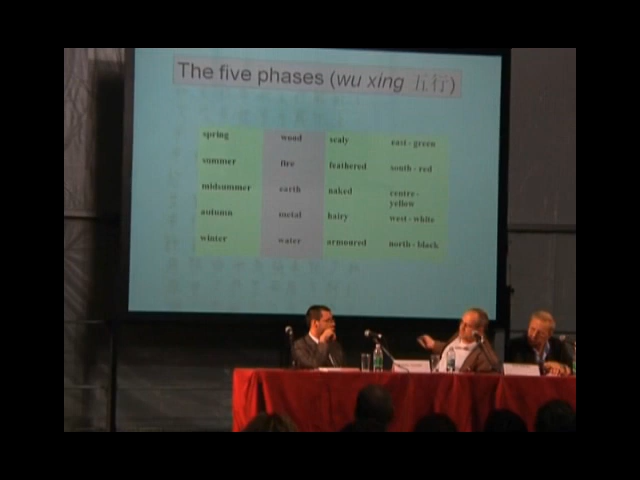 The five phases (wu xing 五行)
spring wood scaly east - green
summer fire feathered south - red
midsummer earth naked centre -
yellow
autumn metal hairy west - white
winter water armoured north - black